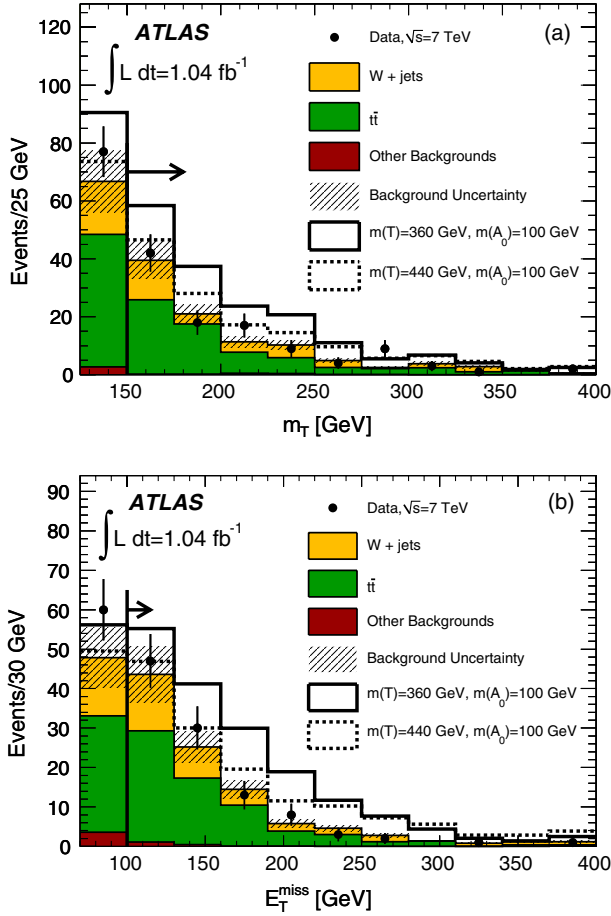 120
100
80
60
40
20
0
Events/25 GeV
ATLAS
∫ L dt=1.04 fb⁻¹
(a)
Data, √s=7 TeV
W + jets
tt̄
Other Backgrounds
Background Uncertainty
m(T)=360 GeV, m(A₀)=100 GeV
m(T)=440 GeV, m(A₀)=100 GeV
150 200 250 300 350 400
m_T [GeV]
90
80
70
60
50
40
30
20
10
0
Events/30 GeV
ATLAS
∫ L dt=1.04 fb⁻¹
(b)
Data, √s=7 TeV
W + jets
tt̄
Other Backgrounds
Background Uncertainty
m(T)=360 GeV, m(A₀)=100 GeV
m(T)=440 GeV, m(A₀)=100 GeV
100 150 200 250 300 350 400
E_T^miss [GeV]